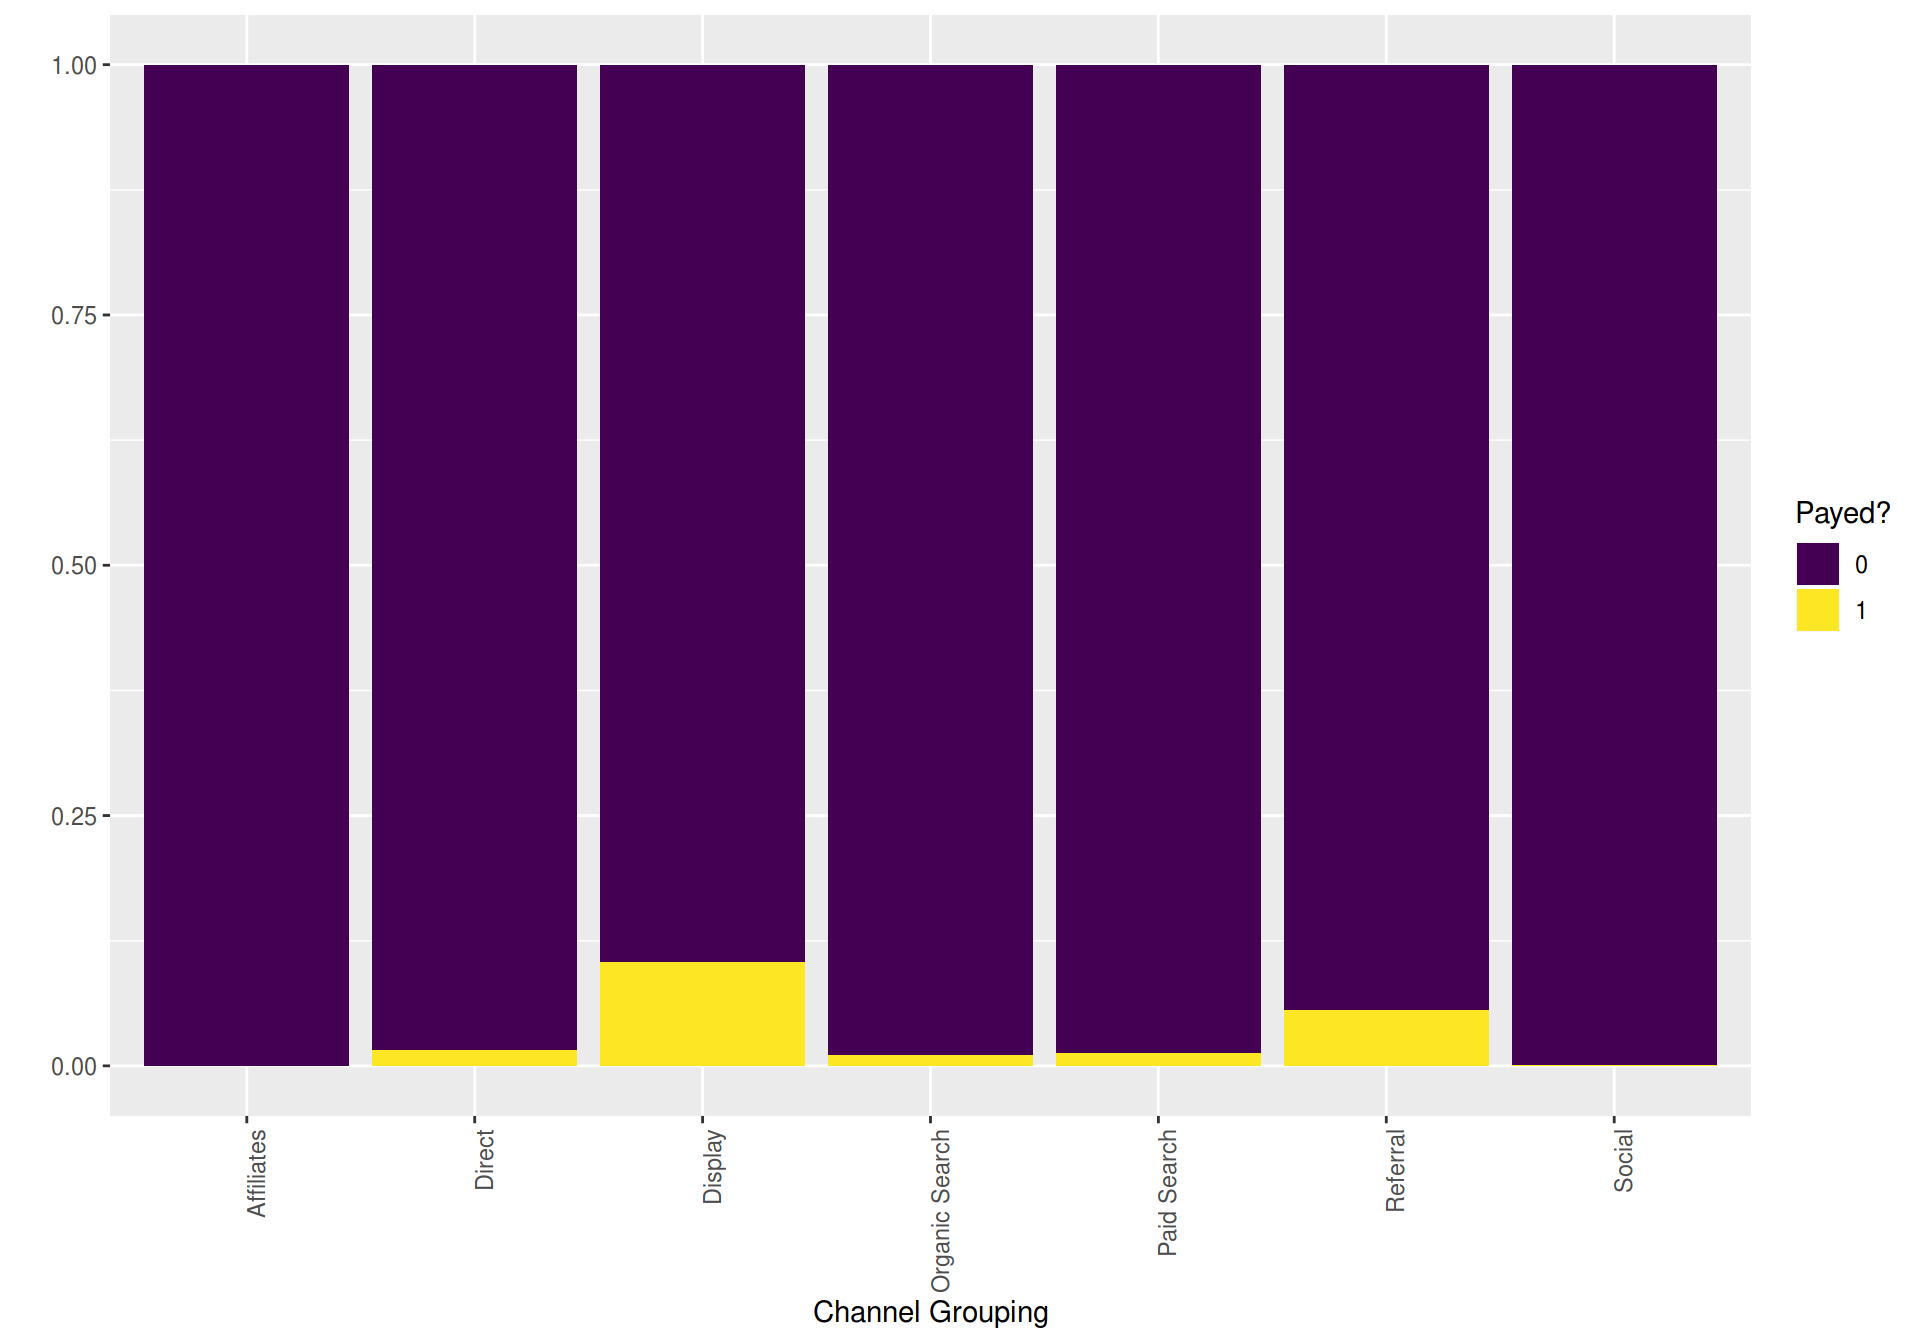 1.00
0.75
0.50
0.25
0.00
Affiliates
Direct
Display
Organic Search
Paid Search
Referral
Social
Channel Grouping
Payed?
0
1